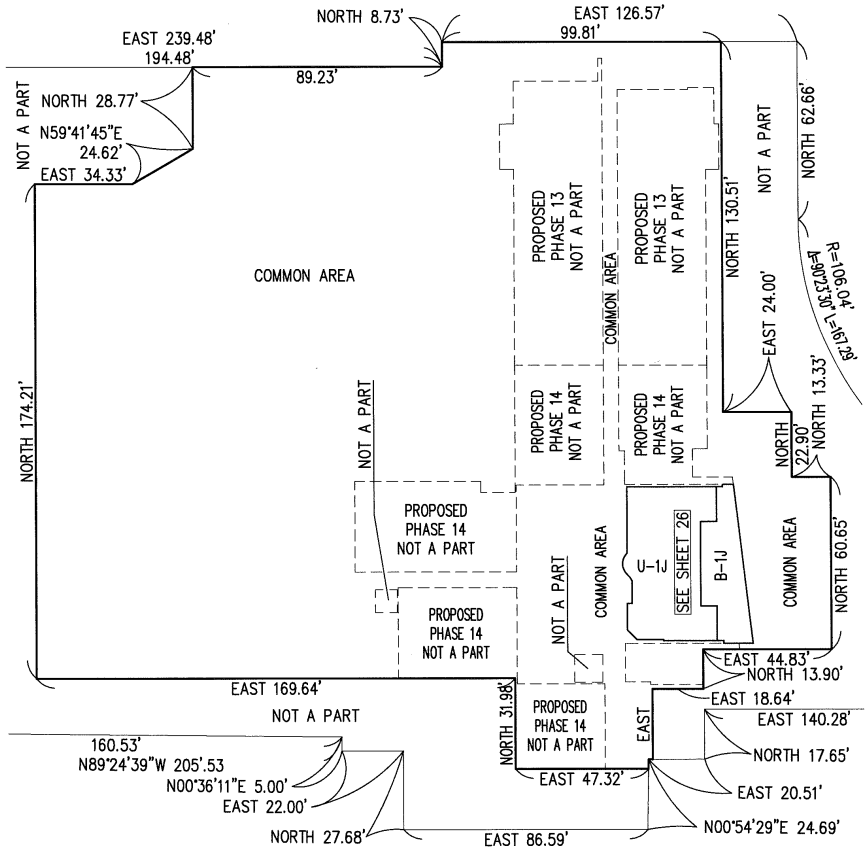 NORTH 8.73'
EAST 126.57'
99.81'
EAST 239.48'
194.48'
89.23'
NOT A PART
NORTH 28.77'
N59°41'45"E
24.62'
EAST 34.33'
NORTH 62.66'
NOT A PART
NORTH 130.51'
PROPOSED
PHASE 13
NOT A PART
PROPOSED
PHASE 13
NOT A PART
COMMON AREA
COMMON AREA
R=106.04'
Δ=90°23'30" L=167.29'
EAST 24.00'
NORTH 13.33'
NORTH
22.90'
NORTH 174.21'
NOT A PART
PROPOSED
PHASE 14
NOT A PART
PROPOSED
PHASE 14
NOT A PART
PROPOSED
PHASE 14
NOT A PART
COMMON AREA
NOT A PART
U-1J
SEE SHEET 26
B-1J
COMMON AREA
NORTH 60.65'
PROPOSED
PHASE 14
NOT A PART
EAST 44.83'
NORTH 13.90'
EAST 18.64'
EAST 169.64'
NOT A PART
NORTH 31.98'
PROPOSED
PHASE 14
NOT A PART
EAST
EAST 140.28'
NORTH 17.65'
160.53'
N89°24'39"W 205.53
N00°36'11"E 5.00'
EAST 22.00'
NORTH 27.68'
EAST 47.32'
EAST 20.51'
N00°54'29"E 24.69'
EAST 86.59'